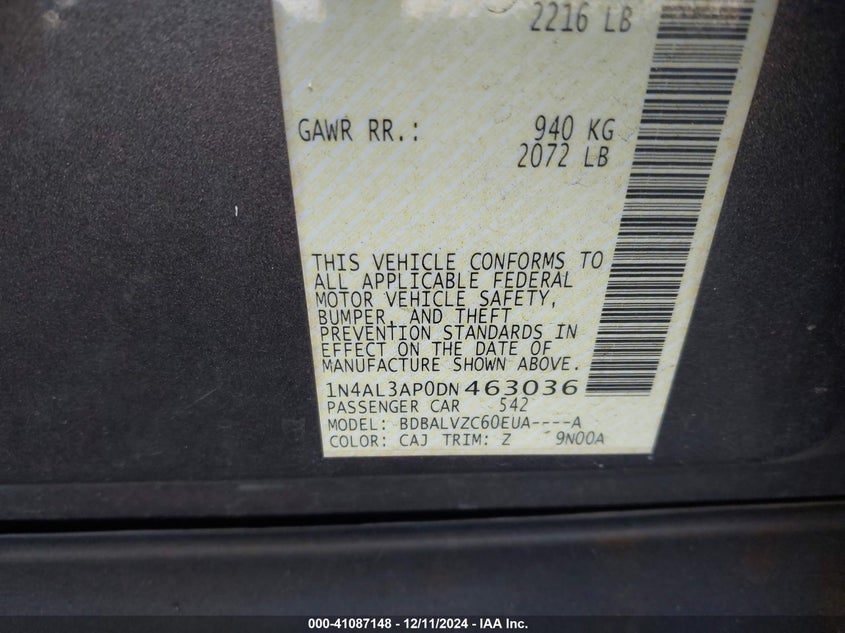 2216 LB
GAWR RR.: 940 KG
2072 LB
THIS VEHICLE CONFORMS TO
ALL APPLICABLE FEDERAL
MOTOR VEHICLE SAFETY,
BUMPER, AND THEFT
PREVENTION STANDARDS IN
EFFECT ON THE DATE OF
MANUFACTURE SHOWN ABOVE.
1N4AL3AP0DN463036
PASSENGER CAR 542
MODEL: BDBALVZC60EUA----A
COLOR: CAJ TRIM: Z 9N00A
000-41087148 - 12/11/2024 - IAA Inc.